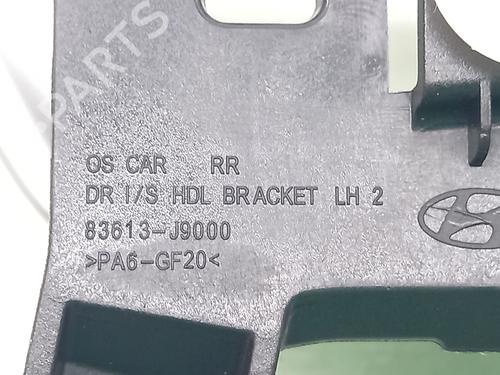 OS CAR RR
DR I/S HDL BRACKET LH 2
83613-J9000
>PA6-GF20<